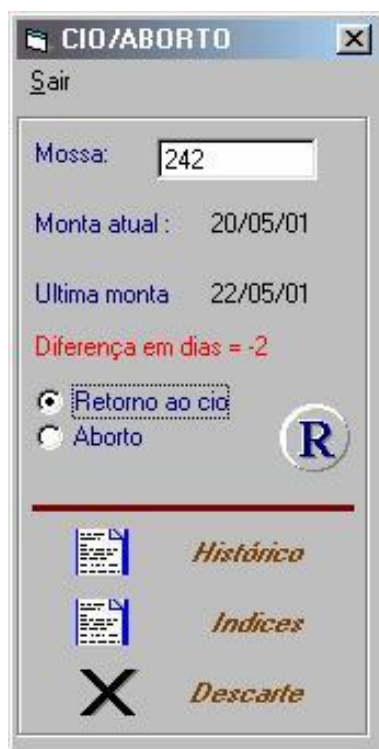 CIO/ABORTO
Sair
Mossa: 242
Monta atual : 20/05/01
Ultima monta 22/05/01
Diferença em dias = -2
Retorno ao cio
Aborto
R
Histórico
Indices
Descarte